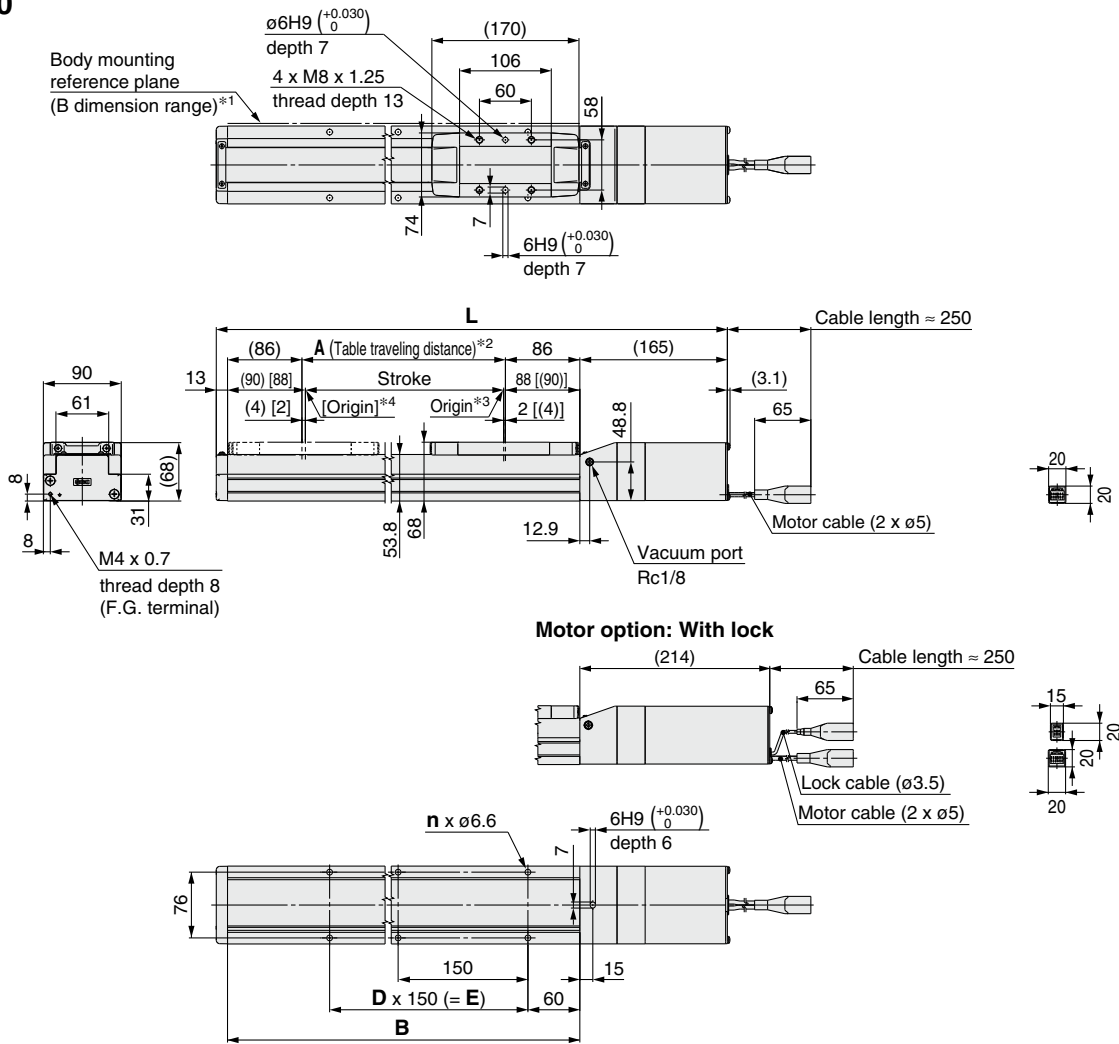 0
ø6H9 (+0.030 0)
depth 7
(170)
Body mounting
reference plane
(B dimension range)*1
4 x M8 x 1.25
thread depth 13
106
60
58
74
7
6H9 (+0.030 0)
depth 7
L
Cable length ≈ 250
(86)
A (Table traveling distance)*2
86
(165)
90
61
13
(90) [88]
Stroke
88 [(90)]
(3.1)
(4) [2]
[Origin]*4
Origin*3
2 [(4)]
48.8
65
8
(68)
31
8
53.8
68
12.9
20
20
Motor cable (2 x ø5)
M4 x 0.7
thread depth 8
(F.G. terminal)
Vacuum port
Rc1/8
Motor option: With lock
(214)
Cable length ≈ 250
65
15
20
20
20
Lock cable (ø3.5)
Motor cable (2 x ø5)
n x ø6.6
6H9 (+0.030 0)
depth 6
7
76
150
15
D x 150 (= E)
60
B